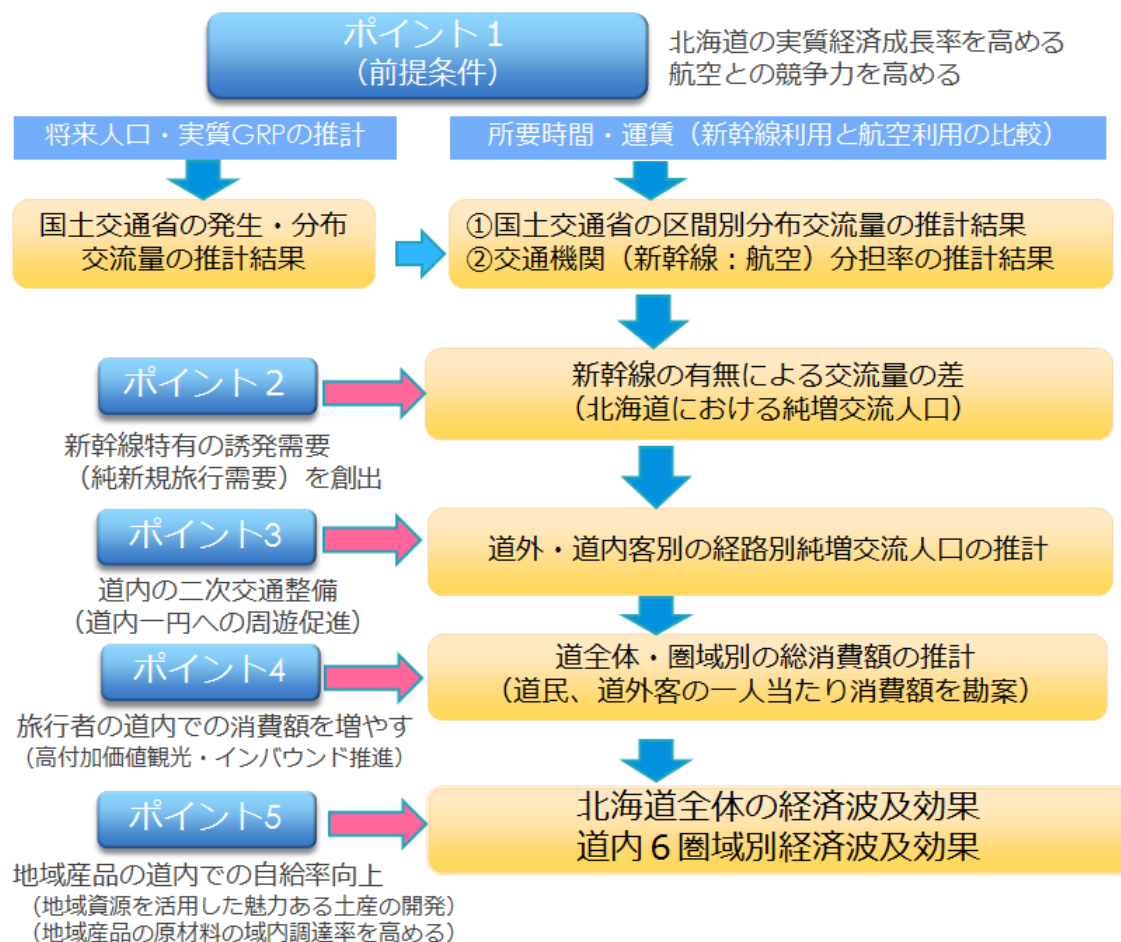 ポイント１
（前提条件）
北海道の実質経済成長率を高める
航空との競争力を高める
将来人口・実質GRPの推計
所要時間・運賃（新幹線利用と航空利用の比較）
国土交通省の発生・分布
交流量の推計結果
①国土交通省の区間別分布交流量の推計結果
②交通機関（新幹線：航空）分担率の推計結果
ポイント２
新幹線の有無による交流量の差
（北海道における純増交流人口）
新幹線特有の誘発需要
（純新規旅行需要）を創出
ポイント3
道外・道内客別の経路別純増交流人口の推計
道内の二次交通整備
（道内一円への周遊促進）
ポイント4
道全体・圏域別の総消費額の推計
（道民、道外客の一人当たり消費額を勘案）
旅行者の道内での消費額を増やす
（高付加価値観光・インバウンド推進）
ポイント5
北海道全体の経済波及効果
道内６圏域別経済波及効果
地域産品の道内での自給率向上
（地域資源を活用した魅力ある土産の開発）
（地域産品の原材料の域内調達率を高める）